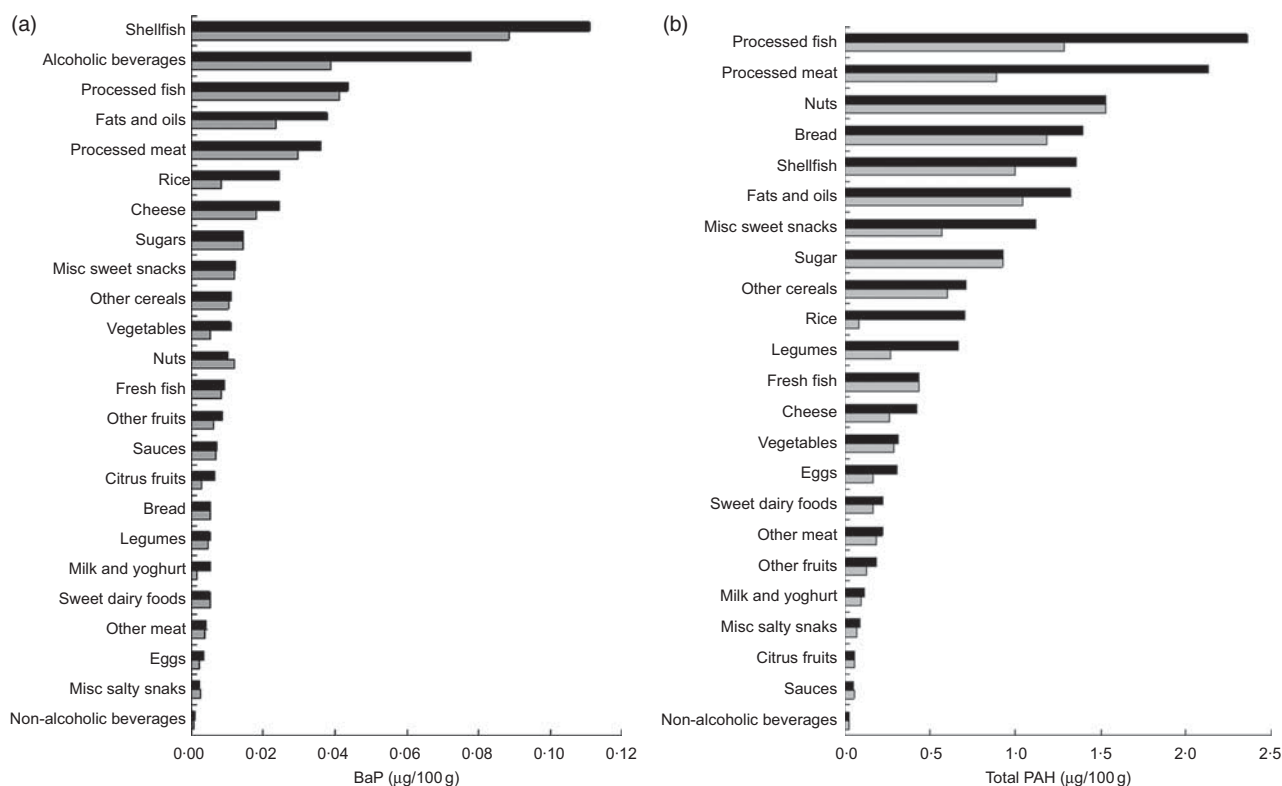 (a)
Shellfish
Alcoholic beverages
Processed fish
Fats and oils
Processed meat
Rice
Cheese
Sugars
Misc sweet snacks
Other cereals
Vegetables
Nuts
Fresh fish
Other fruits
Sauces
Citrus fruits
Bread
Legumes
Milk and yoghurt
Sweet dairy foods
Other meat
Eggs
Misc salty snaks
Non-alcoholic beverages
0·00 0·02 0·04 0·06 0·08 0·10 0·12
BaP (μg/100 g)
(b)
Processed fish
Processed meat
Nuts
Bread
Shellfish
Fats and oils
Misc sweet snacks
Sugar
Other cereals
Rice
Legumes
Fresh fish
Cheese
Vegetables
Eggs
Sweet dairy foods
Other meat
Other fruits
Milk and yoghurt
Misc salty snaks
Citrus fruits
Sauces
Non-alcoholic beverages
0·0 0·5 1·0 1·5 2·0 2·5
Total PAH (μg/100 g)